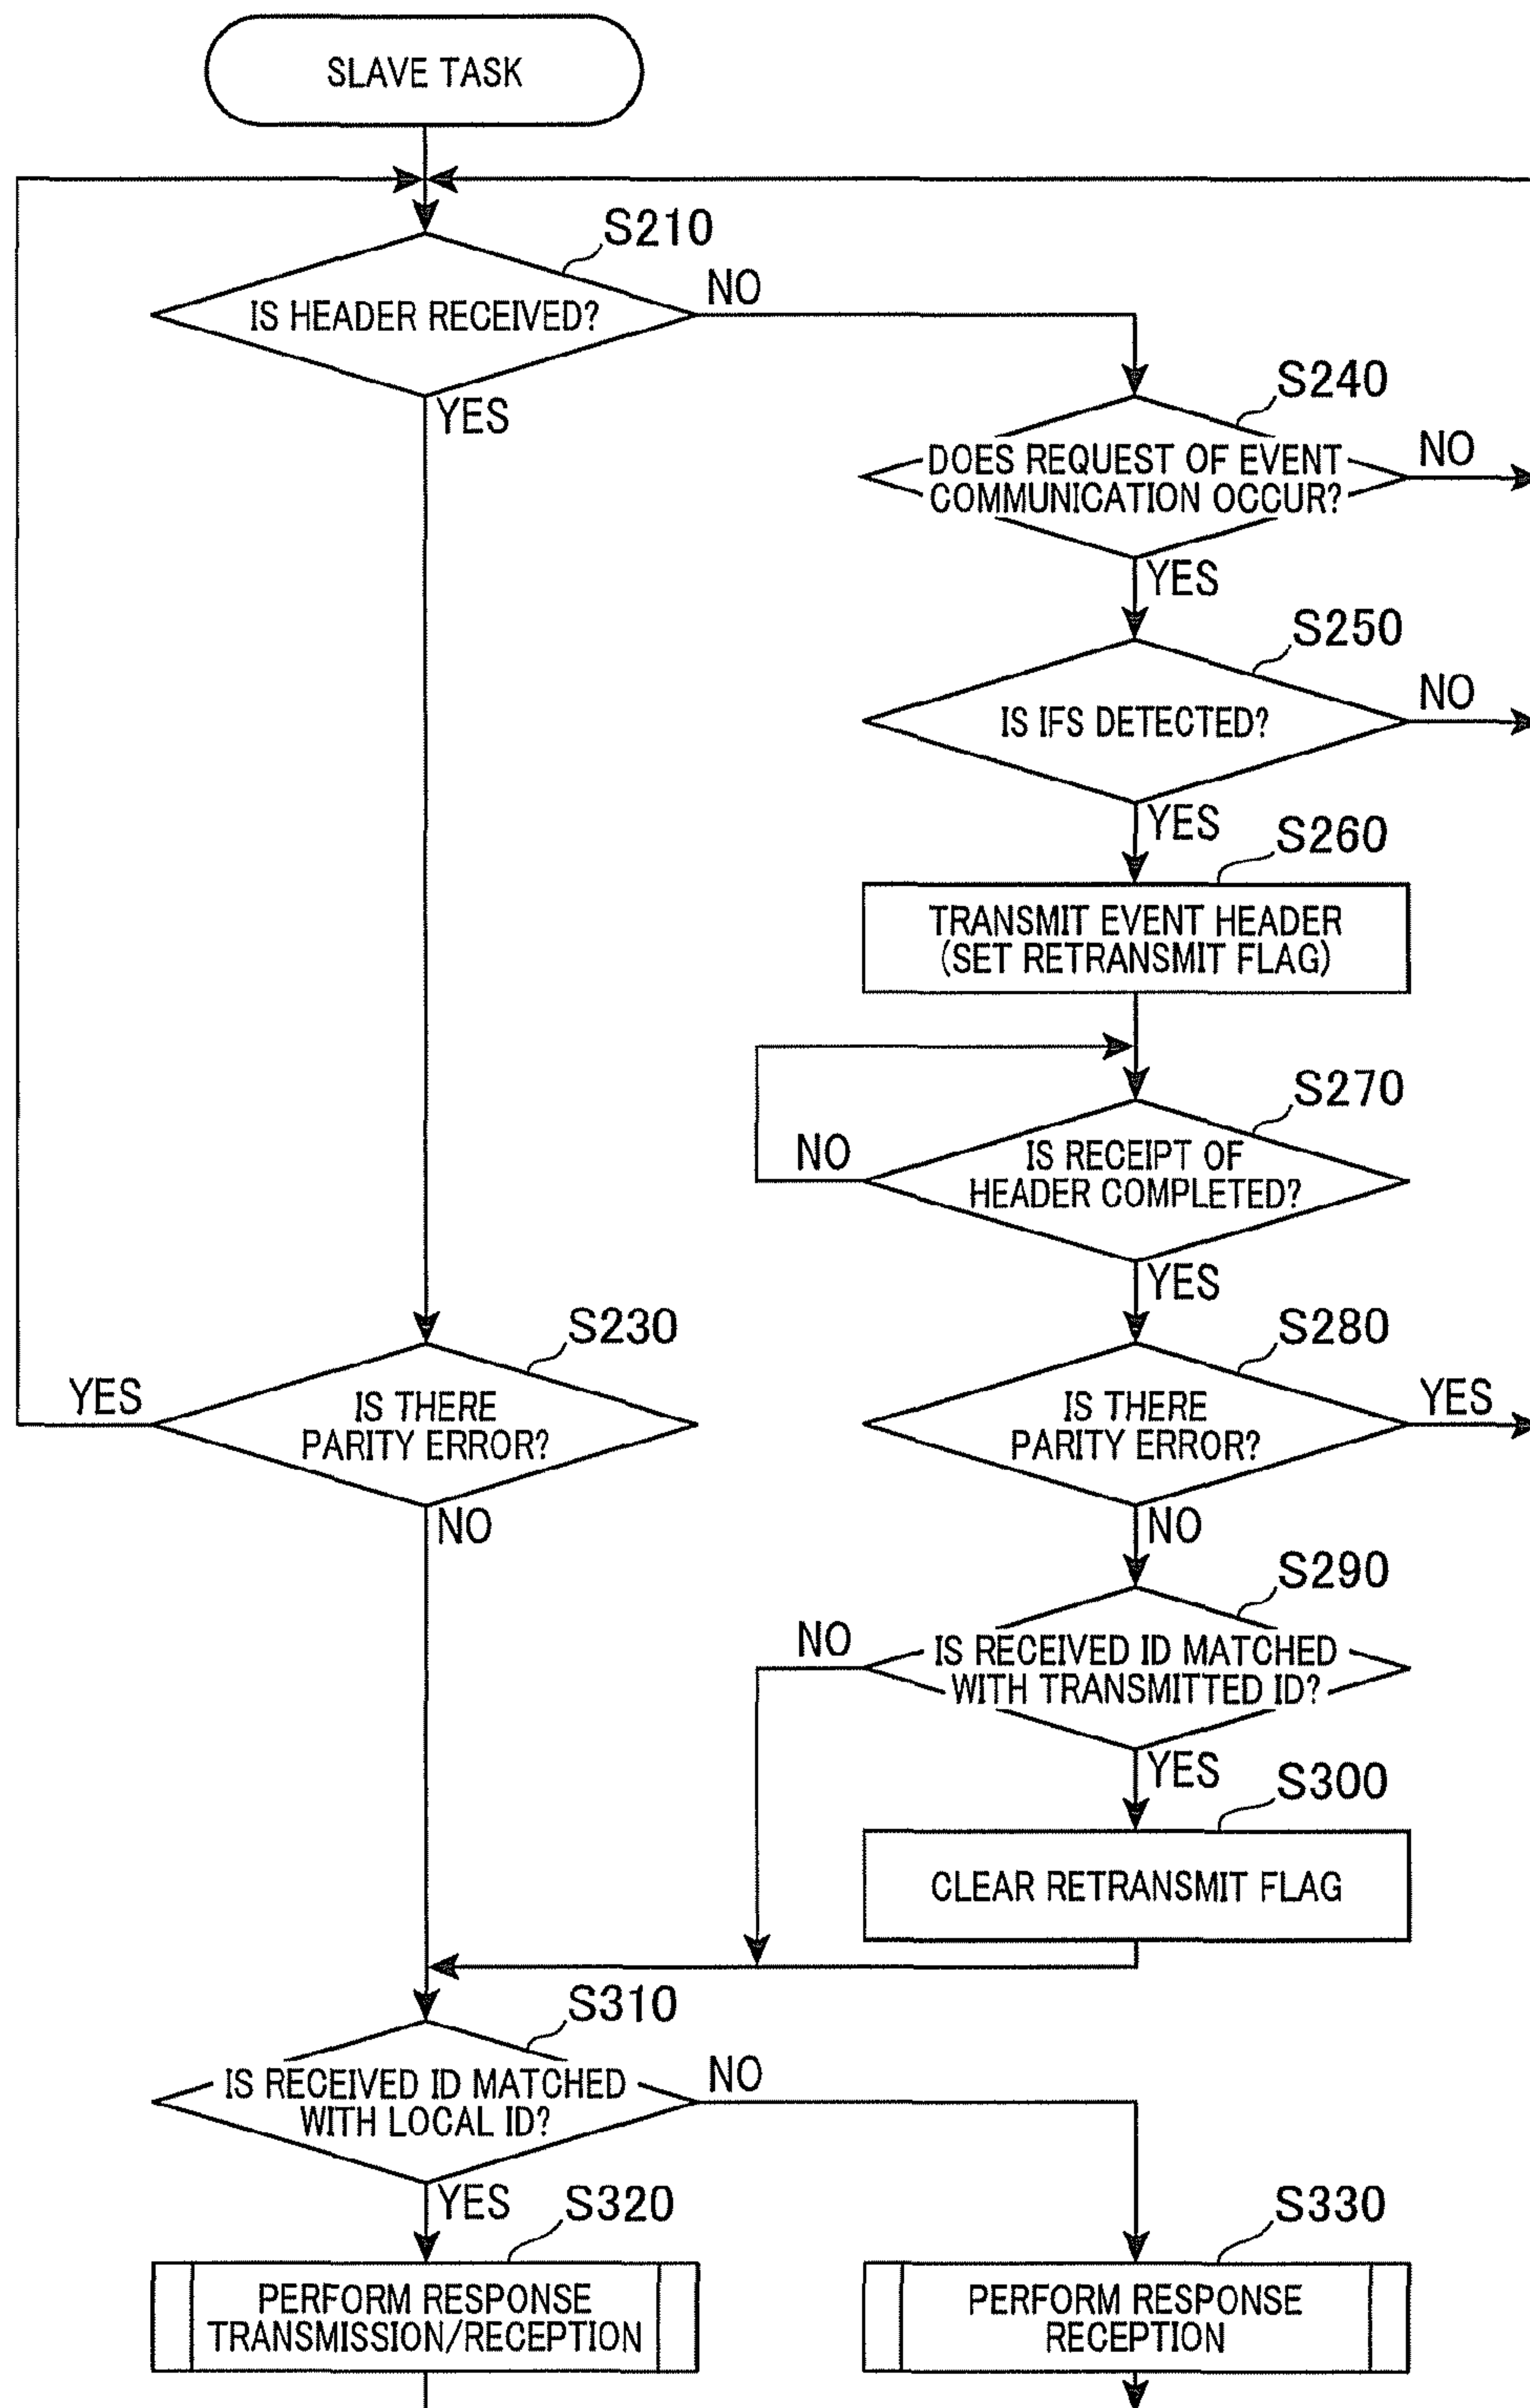 SLAVE TASK
S210
IS HEADER RECEIVED?
NO
YES
S240
DOES REQUEST OF EVENT
COMMUNICATION OCCUR?
NO
YES
S250
IS IFS DETECTED?
NO
YES
S260
TRANSMIT EVENT HEADER
(SET RETRANSMIT FLAG)
S270
IS RECEIPT OF
HEADER COMPLETED?
NO
YES
S230
IS THERE
PARITY ERROR?
YES
NO
S280
IS THERE
PARITY ERROR?
YES
NO
S290
IS RECEIVED ID MATCHED
WITH TRANSMITTED ID?
NO
YES
S300
CLEAR RETRANSMIT FLAG
S310
IS RECEIVED ID MATCHED
WITH LOCAL ID?
NO
YES
S320
PERFORM RESPONSE
TRANSMISSION/RECEPTION
S330
PERFORM RESPONSE
RECEPTION